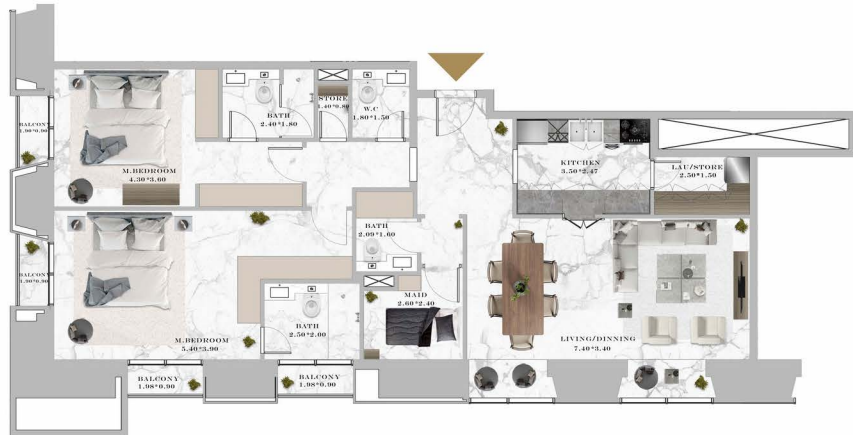 BATH
2.40*1.80
STORE
1.40*0.80
W.C
1.80*1.50
BALCONY
1.90*0.90
M.BEDROOM
4.30*3.60
KITCHEN
3.50*2.47
LAU/STORE
2.50*1.50
BATH
2.09*1.60
BALCONY
MAID
2.60*2.40
BATH
2.50*2.00
M.BEDROOM
5.40*3.90
LIVING/DINNING
7.40*3.40
BALCONY
1.98*0.90
BALCONY
1.98*0.90